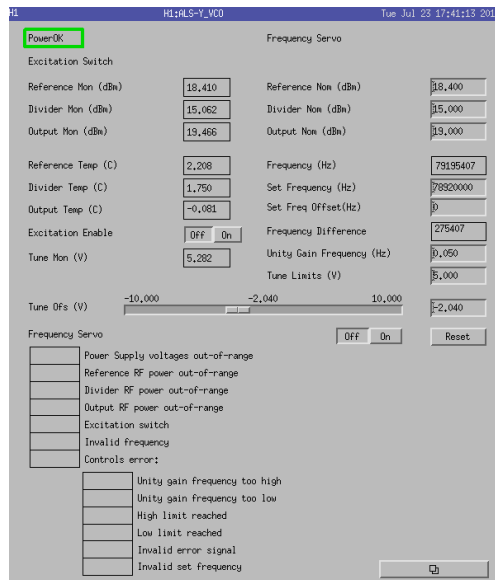 H1 H1:ALS-Y_VCO Tue Jul 23 17:41:13 201
PowerOK Frequency Servo
Excitation Switch
Reference Mon (dBm) 18.410 Reference Nom (dBm) 18.400
Divider Mon (dBm) 15.062 Divider Nom (dBm) 15.000
Output Mon (dBm) 19.466 Output Nom (dBm) 19.000
Reference Temp (C) 2.208 Frequency (Hz) 79195407
Divider Temp (C) 1.750 Set Frequency (Hz) 78920000
Output Temp (C) -0.081 Set Freq Offset(Hz) 0
Excitation Enable Off On Frequency Difference 275407
Tune Mon (V) 5.282 Unity Gain Frequency (Hz) 0.050
Tune Limits (V) 5.000
-10.000 -2.040 10.000
Tune Ofs (V) -2.040
Frequency Servo Off On Reset
Power Supply voltages out-of-range
Reference RF power out-of-range
Divider RF power out-of-range
Output RF power out-of-range
Excitation switch
Invalid frequency
Controls error:
Unity gain frequency too high
Unity gain frequency too low
High limit reached
Low limit reached
Invalid error signal
Invalid set frequency